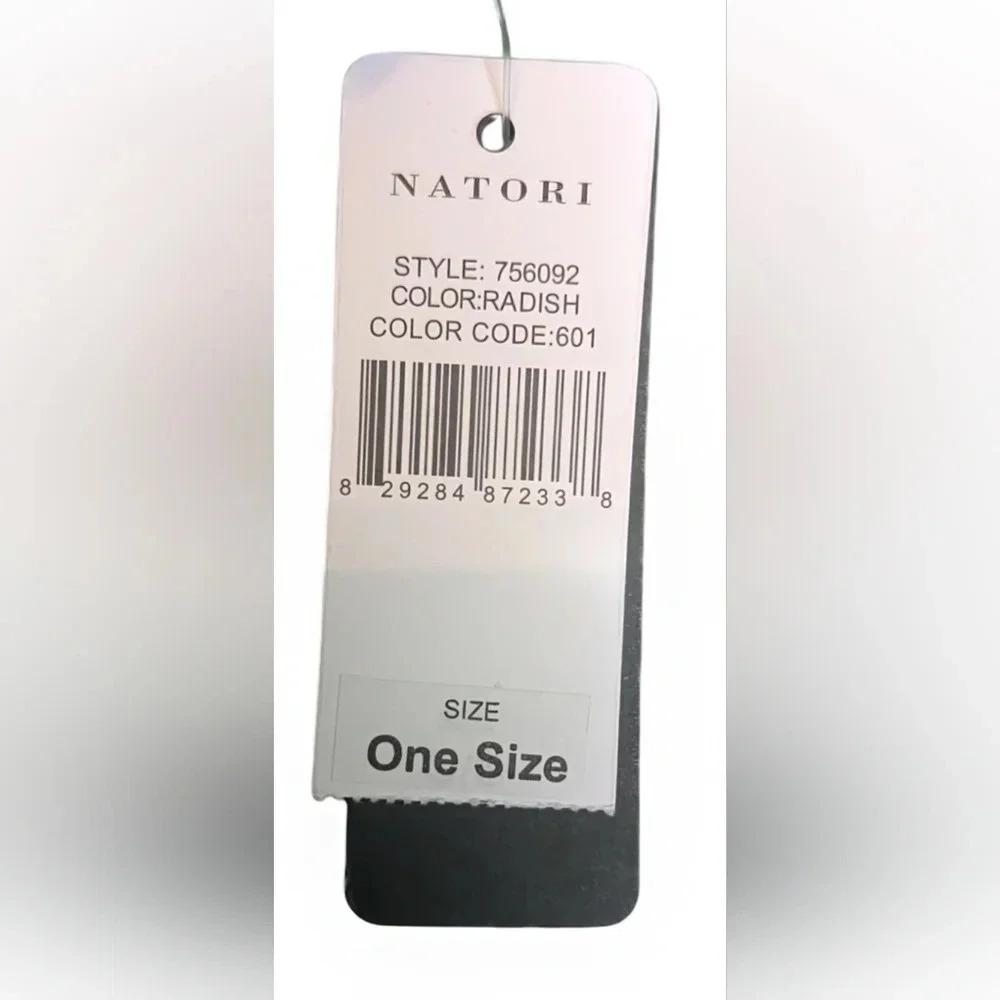 NATORI
STYLE: 756092
COLOR:RADISH
COLOR CODE:601
8 29284 87233 8
SIZE
One Size